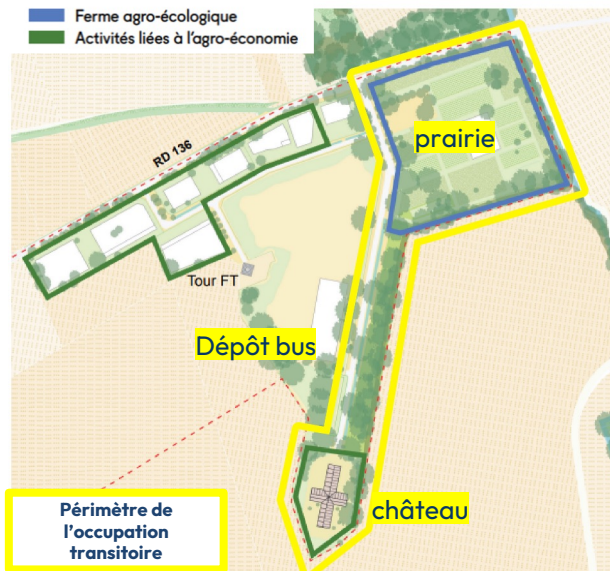 Ferme agro-écologique
Activités liées à l'agro-économie
RD 136
prairie
Tour FT
Dépôt bus
château
Périmètre de
l'occupation
transitoire